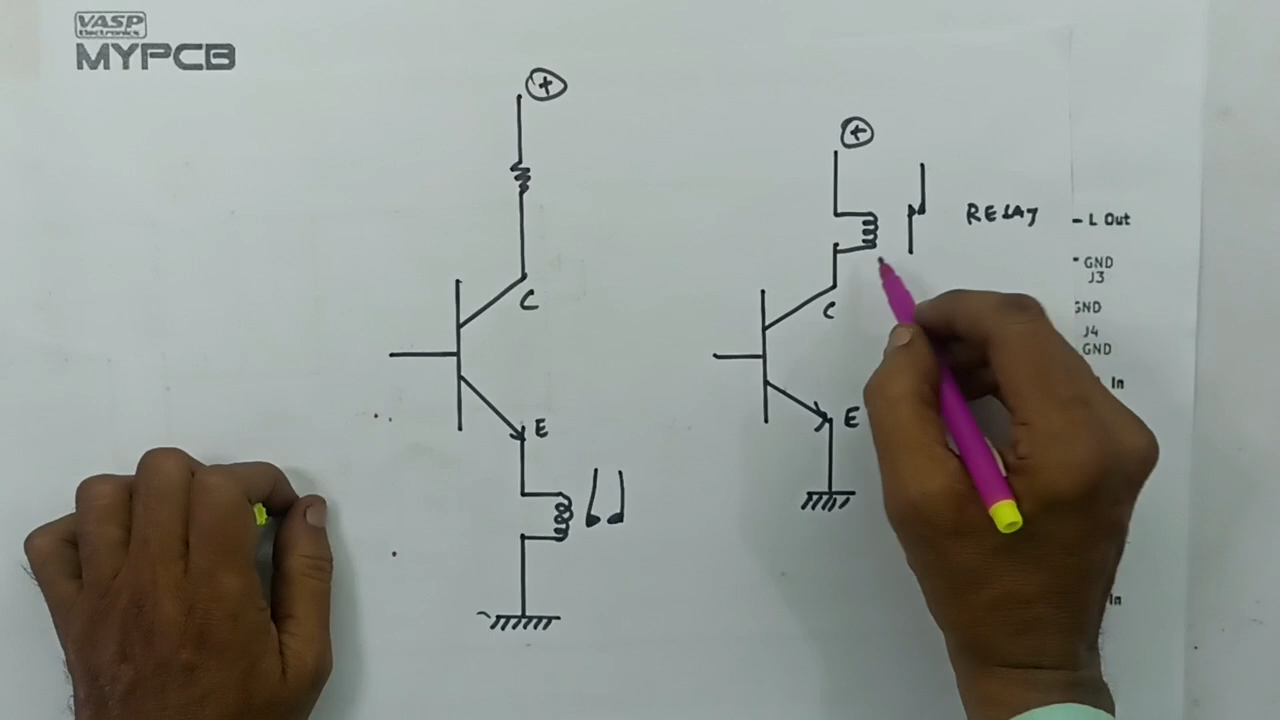 VASP
Electronics
MYPCB
+
C
E
+
RELAY
C
E
- L Out
GND
J3
GND
J4
GND
In
In